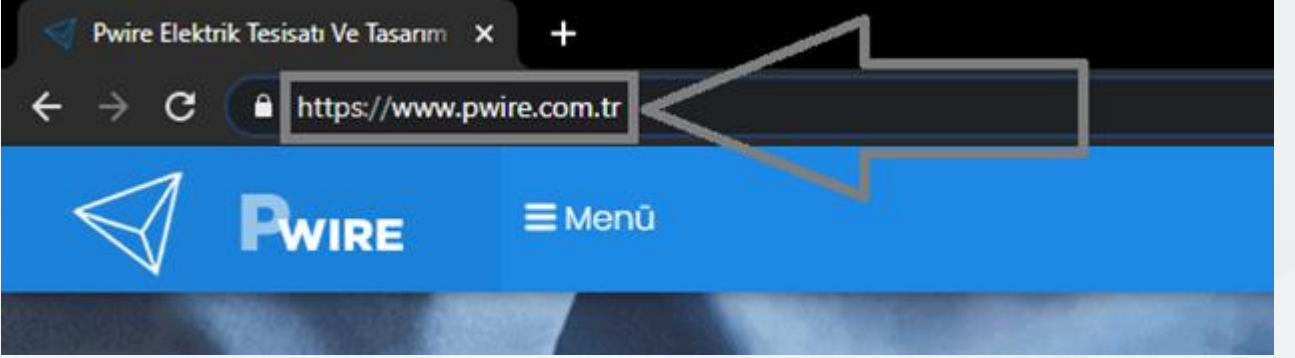 Pwire Elektrik Tesisatı Ve Tasarım
https://www.pwire.com.tr
PWIRE
Menü